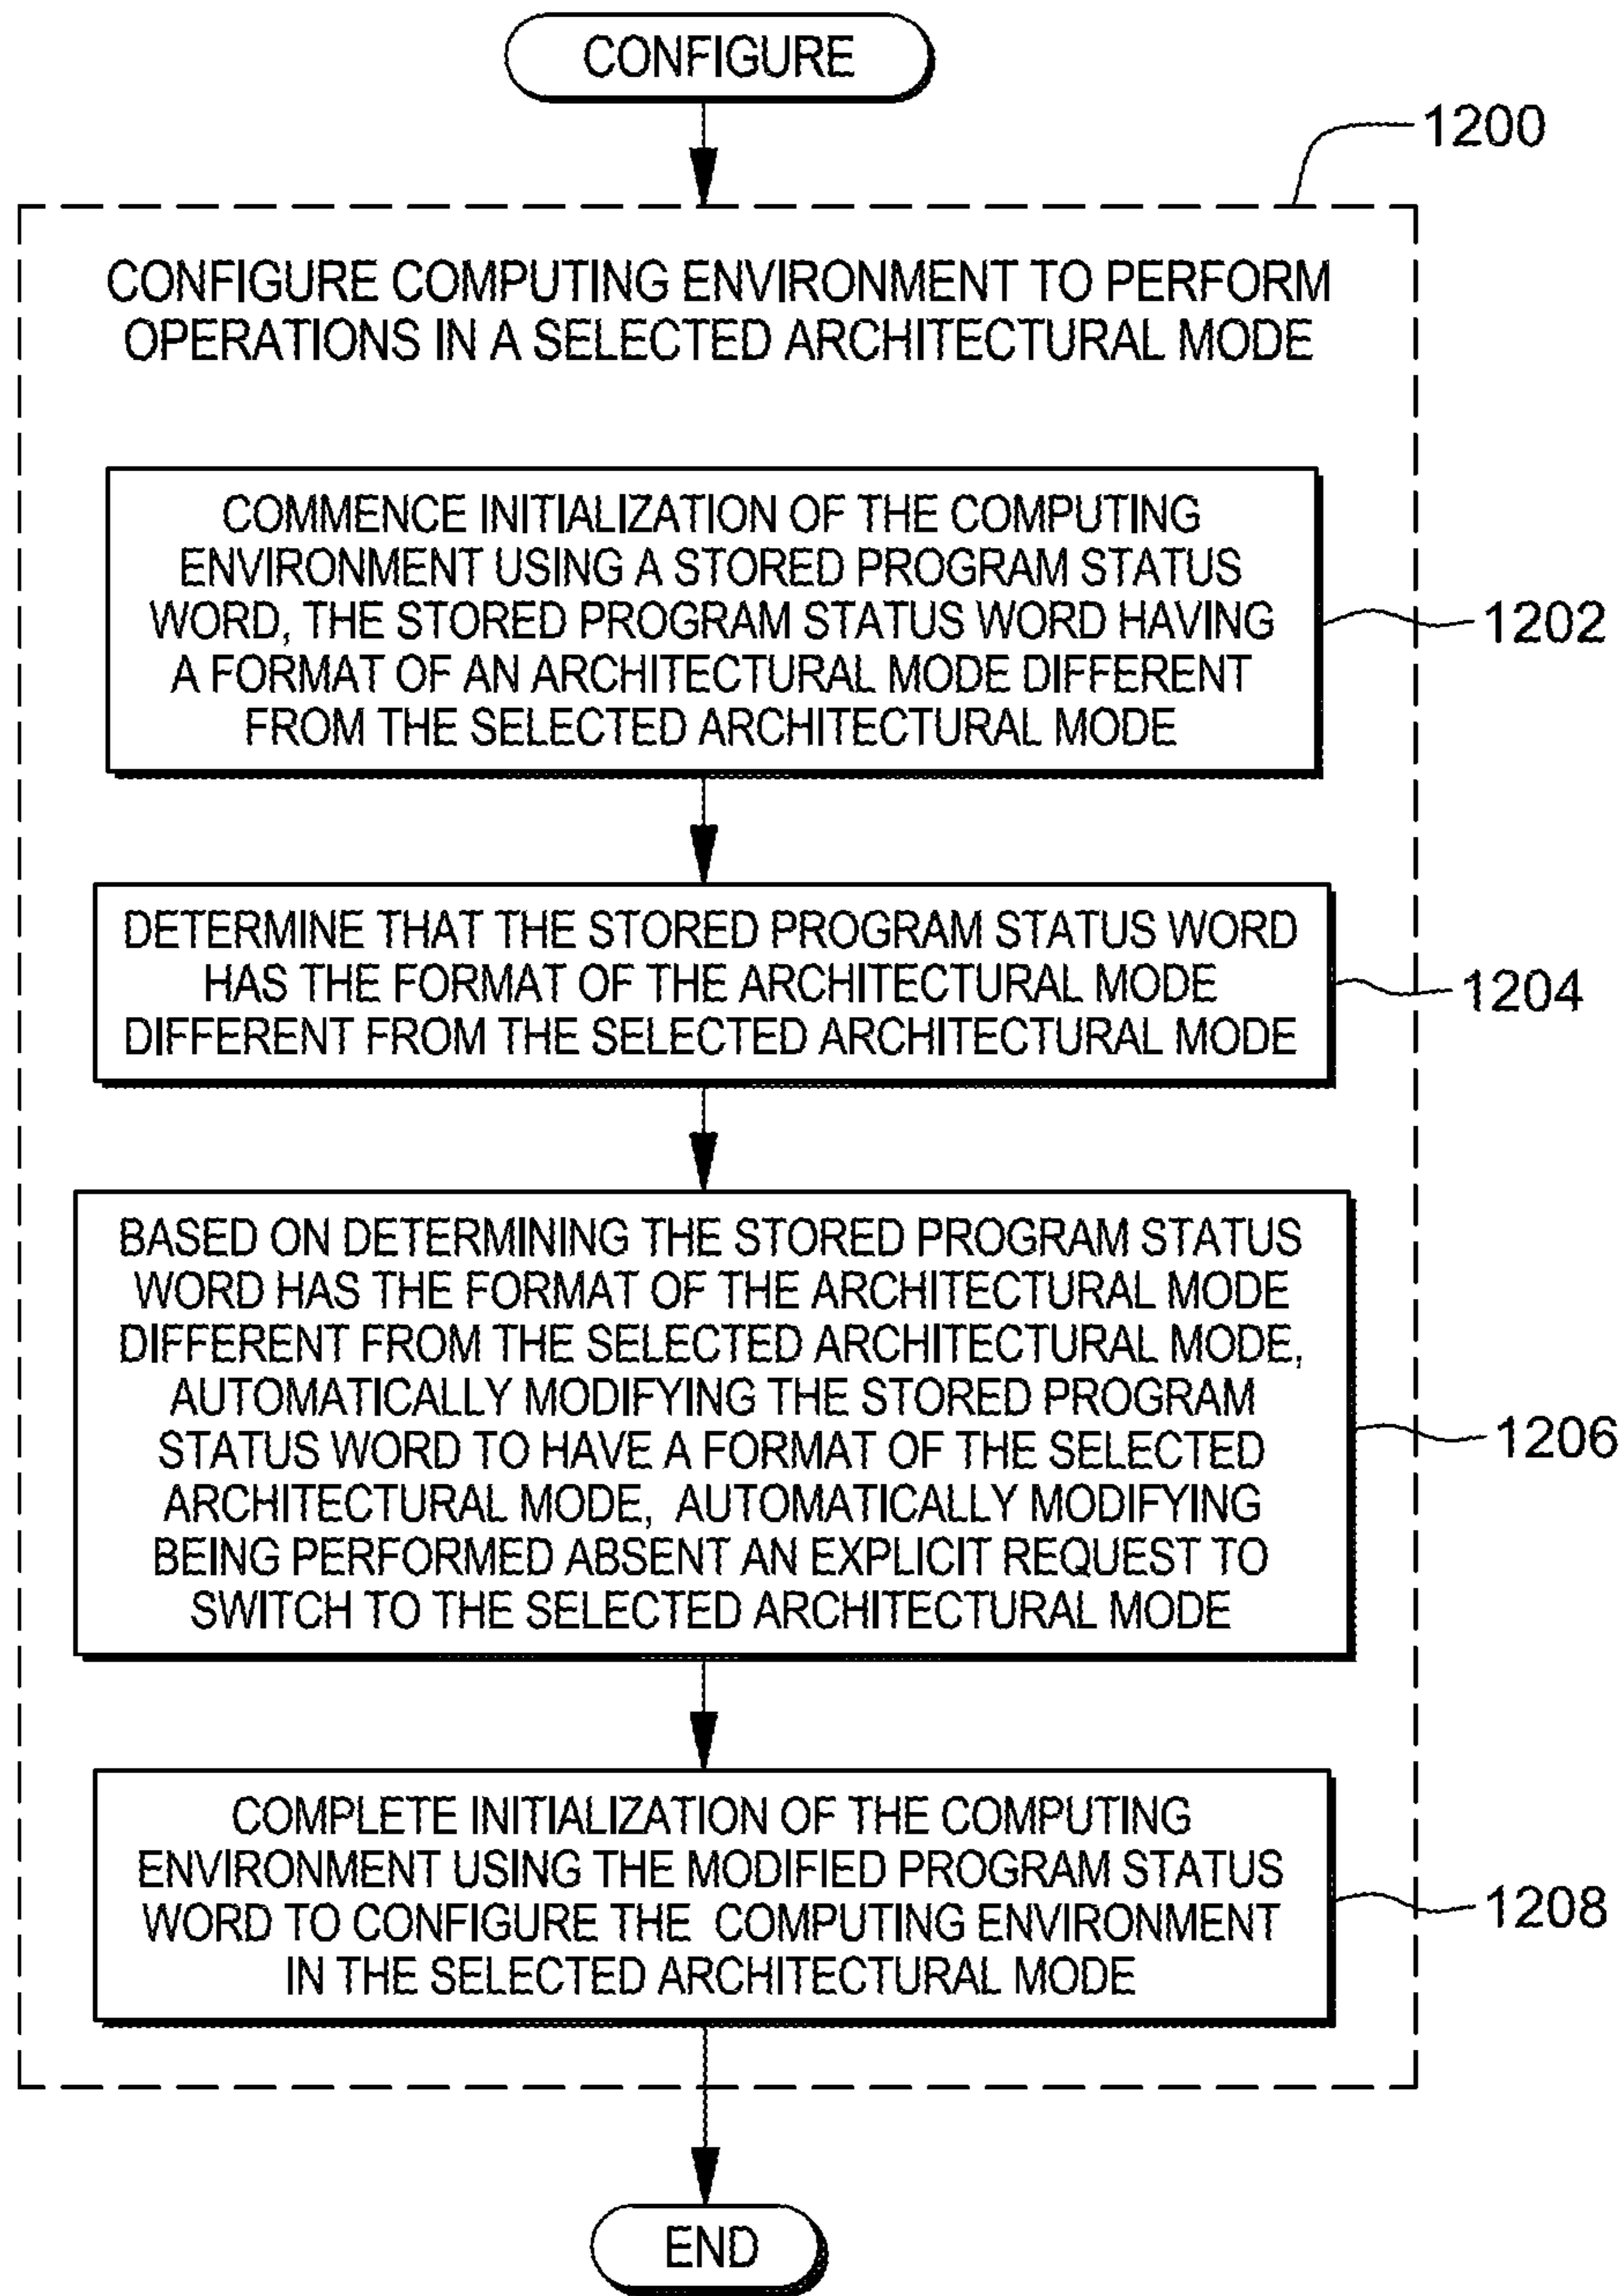 CONFIGURE
1200
CONFIGURE COMPUTING ENVIRONMENT TO PERFORM
OPERATIONS IN A SELECTED ARCHITECTURAL MODE
COMMENCE INITIALIZATION OF THE COMPUTING
ENVIRONMENT USING A STORED PROGRAM STATUS
WORD, THE STORED PROGRAM STATUS WORD HAVING
A FORMAT OF AN ARCHITECTURAL MODE DIFFERENT
FROM THE SELECTED ARCHITECTURAL MODE
1202
DETERMINE THAT THE STORED PROGRAM STATUS WORD
HAS THE FORMAT OF THE ARCHITECTURAL MODE
DIFFERENT FROM THE SELECTED ARCHITECTURAL MODE
1204
BASED ON DETERMINING THE STORED PROGRAM STATUS
WORD HAS THE FORMAT OF THE ARCHITECTURAL MODE
DIFFERENT FROM THE SELECTED ARCHITECTURAL MODE,
AUTOMATICALLY MODIFYING THE STORED PROGRAM
STATUS WORD TO HAVE A FORMAT OF THE SELECTED
ARCHITECTURAL MODE, AUTOMATICALLY MODIFYING
BEING PERFORMED ABSENT AN EXPLICIT REQUEST TO
SWITCH TO THE SELECTED ARCHITECTURAL MODE
1206
COMPLETE INITIALIZATION OF THE COMPUTING
ENVIRONMENT USING THE MODIFIED PROGRAM STATUS
WORD TO CONFIGURE THE COMPUTING ENVIRONMENT
IN THE SELECTED ARCHITECTURAL MODE
1208
END